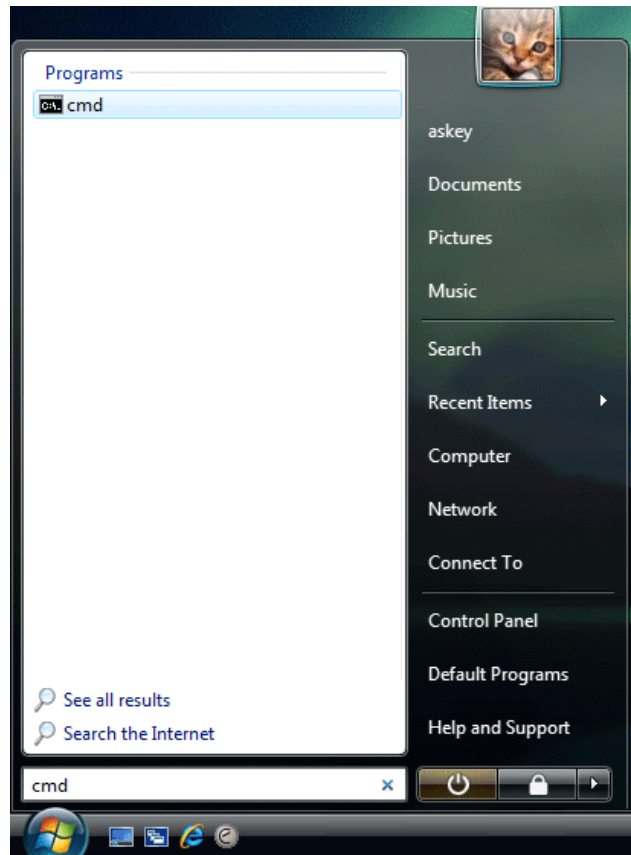 Programs
cmd
See all results
Search the Internet
cmd
askey
Documents
Pictures
Music
Search
Recent Items
Computer
Network
Connect To
Control Panel
Default Programs
Help and Support